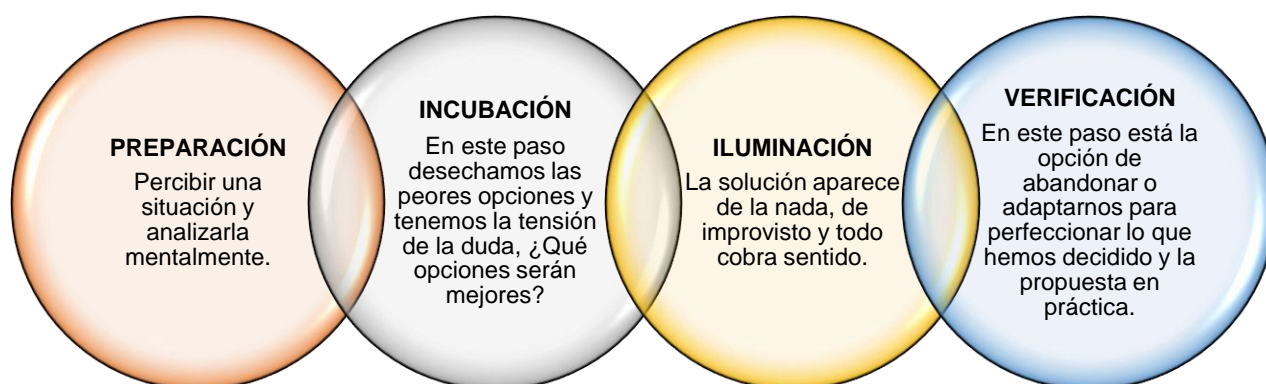 PREPARACIÓN
Percibir una
situación y
analizarla
mentalmente.
INCUBACIÓN
En este paso
desechamos las
peores opciones y
tenemos la tensión
de la duda, ¿Qué
opciones serán
mejores?
ILUMINACIÓN
La solución aparece
de la nada, de
improvisto y todo
cobra sentido.
VERIFICACIÓN
En este paso está la
opción de
abandonar o
adaptarnos para
perfeccionar lo que
hemos decidido y la
propuesta en
práctica.